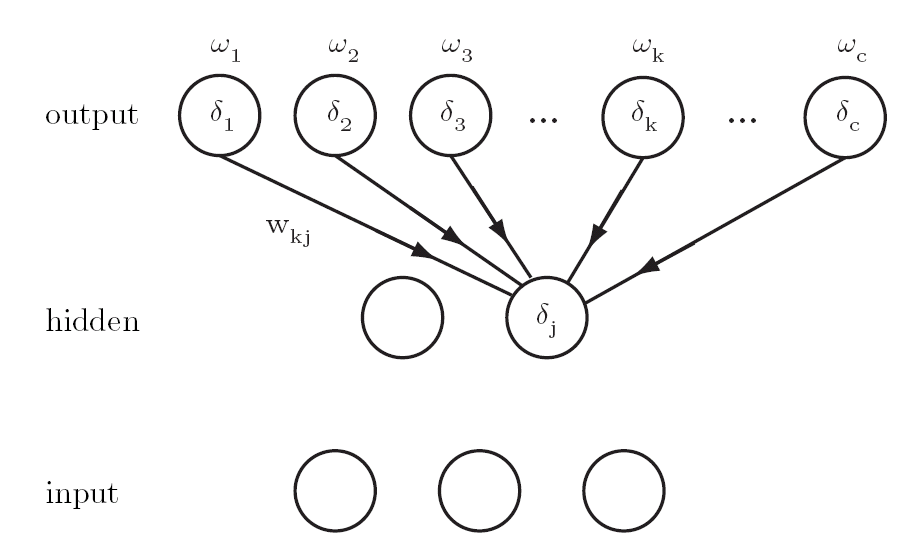 ω1 ω2 ω3 ωk ωc
output δ1 δ2 δ3 ... δk ... δc
wkj
hidden δj
input